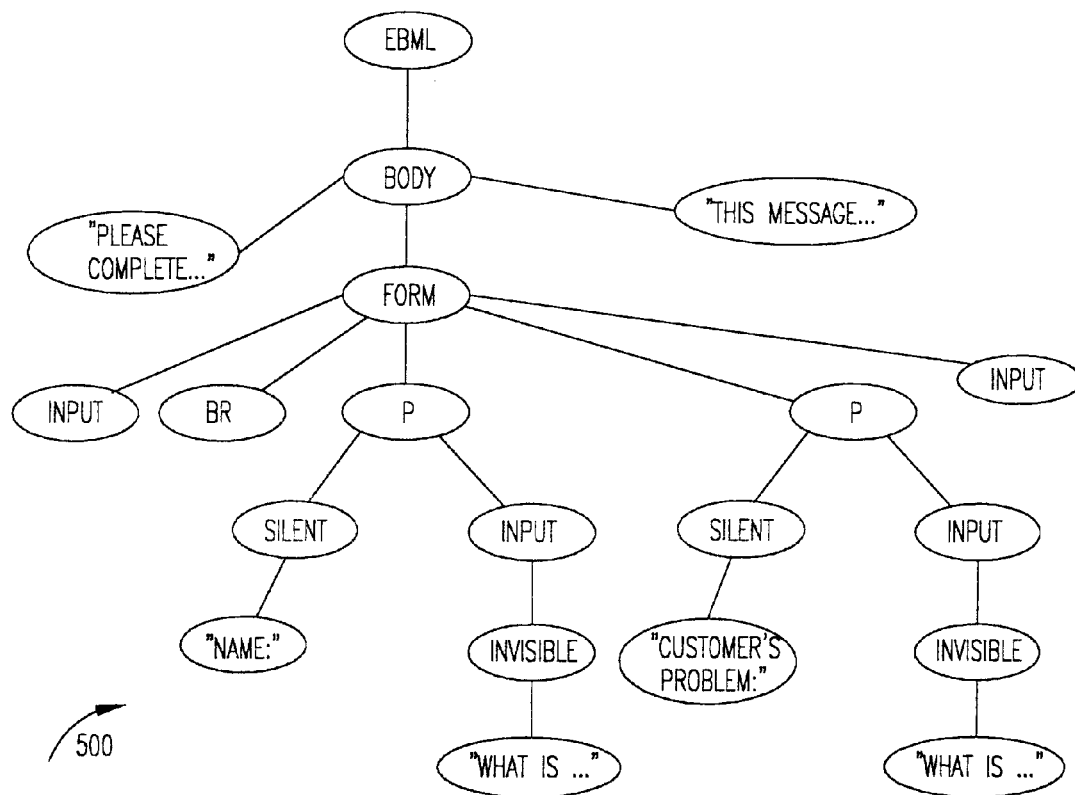 EBML
BODY
"PLEASE
COMPLETE..."
"THIS MESSAGE..."
FORM
INPUT
BR
P
P
INPUT
SILENT
INPUT
SILENT
INPUT
"NAME:"
INVISIBLE
"CUSTOMER'S
PROBLEM:"
INVISIBLE
500
"WHAT IS ..."
"WHAT IS ..."